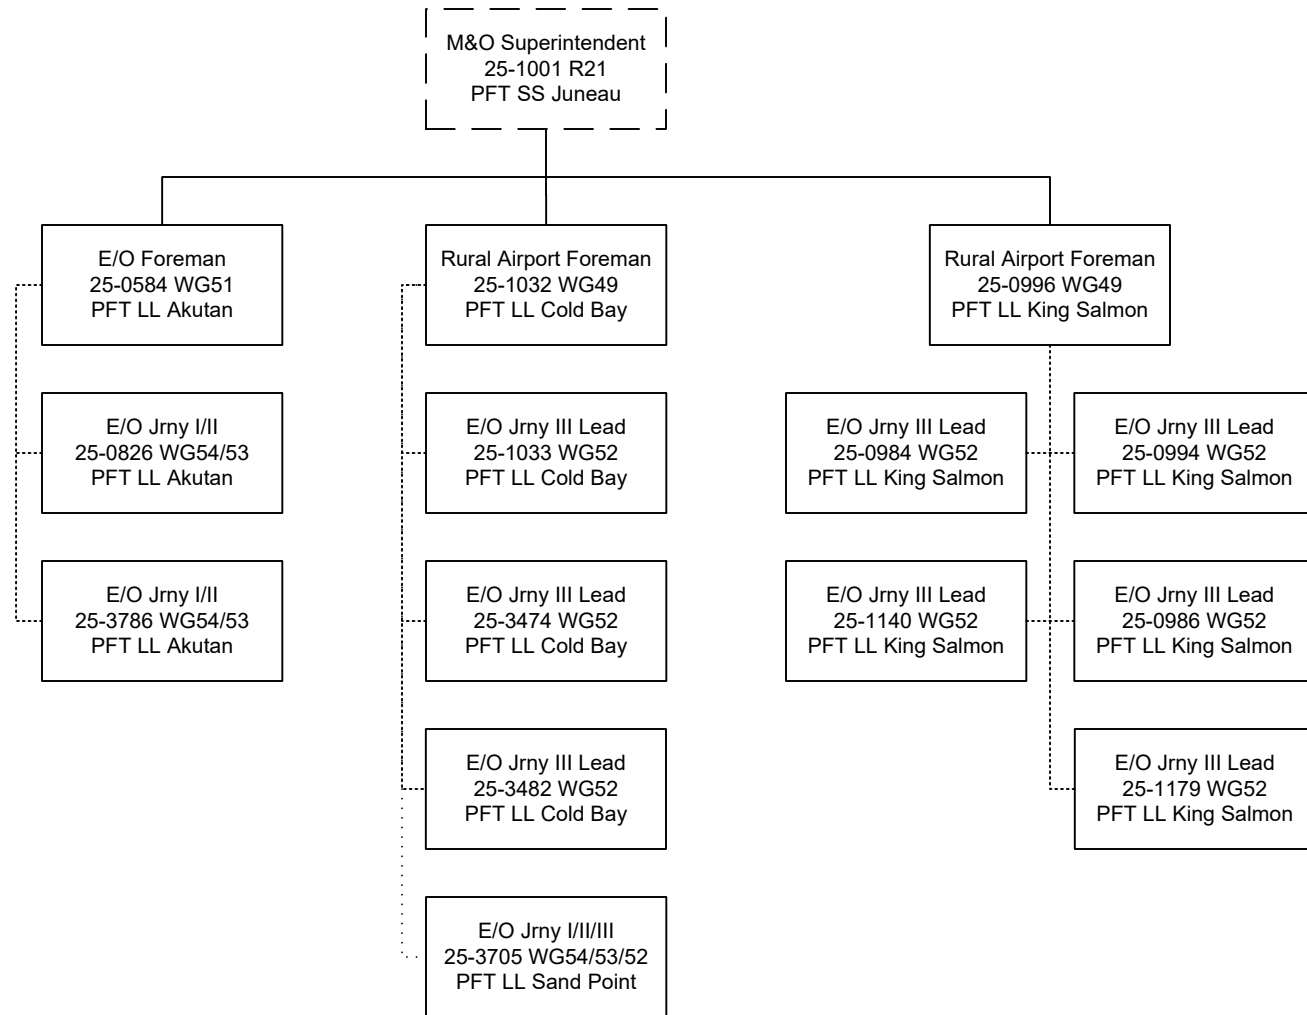 M&O Superintendent
25-1001 R21
PFT SS Juneau
E/O Foreman
25-0584 WG51
PFT LL Akutan
Rural Airport Foreman
25-1032 WG49
PFT LL Cold Bay
Rural Airport Foreman
25-0996 WG49
PFT LL King Salmon
E/O Jrny I/II
25-0826 WG54/53
PFT LL Akutan
E/O Jrny III Lead
25-1033 WG52
PFT LL Cold Bay
E/O Jrny III Lead
25-0984 WG52
PFT LL King Salmon
E/O Jrny III Lead
25-0994 WG52
PFT LL King Salmon
E/O Jrny I/II
25-3786 WG54/53
PFT LL Akutan
E/O Jrny III Lead
25-3474 WG52
PFT LL Cold Bay
E/O Jrny III Lead
25-1140 WG52
PFT LL King Salmon
E/O Jrny III Lead
25-0986 WG52
PFT LL King Salmon
E/O Jrny III Lead
25-3482 WG52
PFT LL Cold Bay
E/O Jrny III Lead
25-1179 WG52
PFT LL King Salmon
E/O Jrny I/II/III
25-3705 WG54/53/52
PFT LL Sand Point